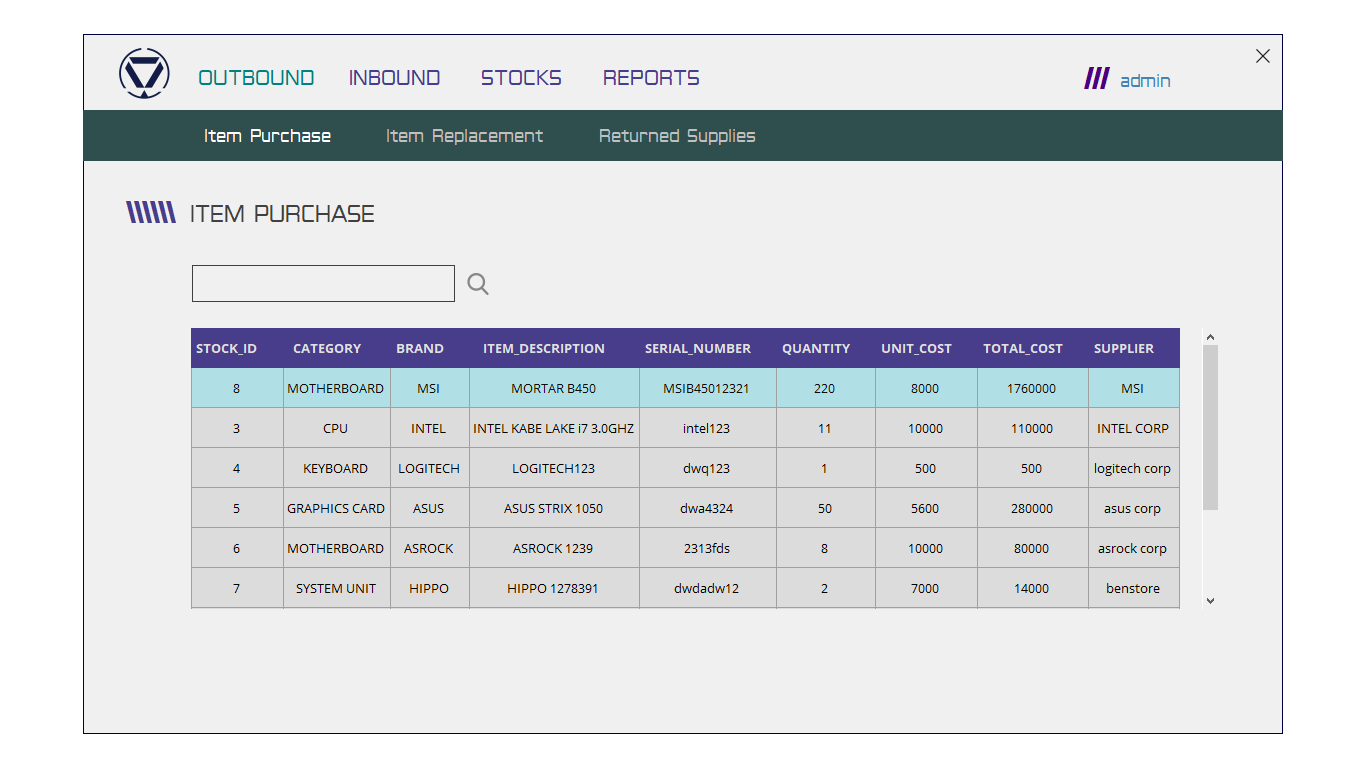 OUTBOUND INBOUND STOCKS REPORTS admin
Item Purchase Item Replacement Returned Supplies
ITEM PURCHASE
STOCK_ID CATEGORY BRAND ITEM_DESCRIPTION SERIAL_NUMBER QUANTITY UNIT_COST TOTAL_COST SUPPLIER
8 MOTHERBOARD MSI MORTAR B450 MSIB45012321 220 8000 1760000 MSI
3 CPU INTEL INTEL KABE LAKE i7 3.0GHZ intel123 11 10000 110000 INTEL CORP
4 KEYBOARD LOGITECH LOGITECH123 dwq123 1 500 500 logitech corp
5 GRAPHICS CARD ASUS ASUS STRIX 1050 dwa4324 50 5600 280000 asus corp
6 MOTHERBOARD ASROCK ASROCK 1239 2313fds 8 10000 80000 asrock corp
7 SYSTEM UNIT HIPPO HIPPO 1278391 dwdadw12 2 7000 14000 benstore